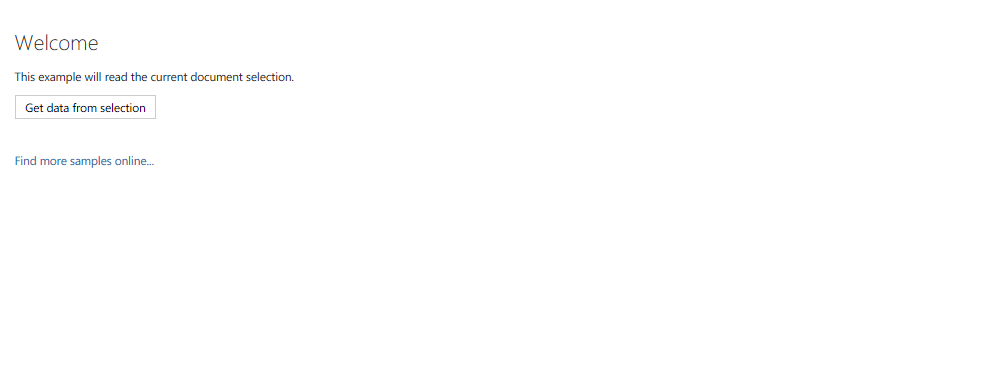 Welcome
This example will read the current document selection.
Get data from selection
Find more samples online...